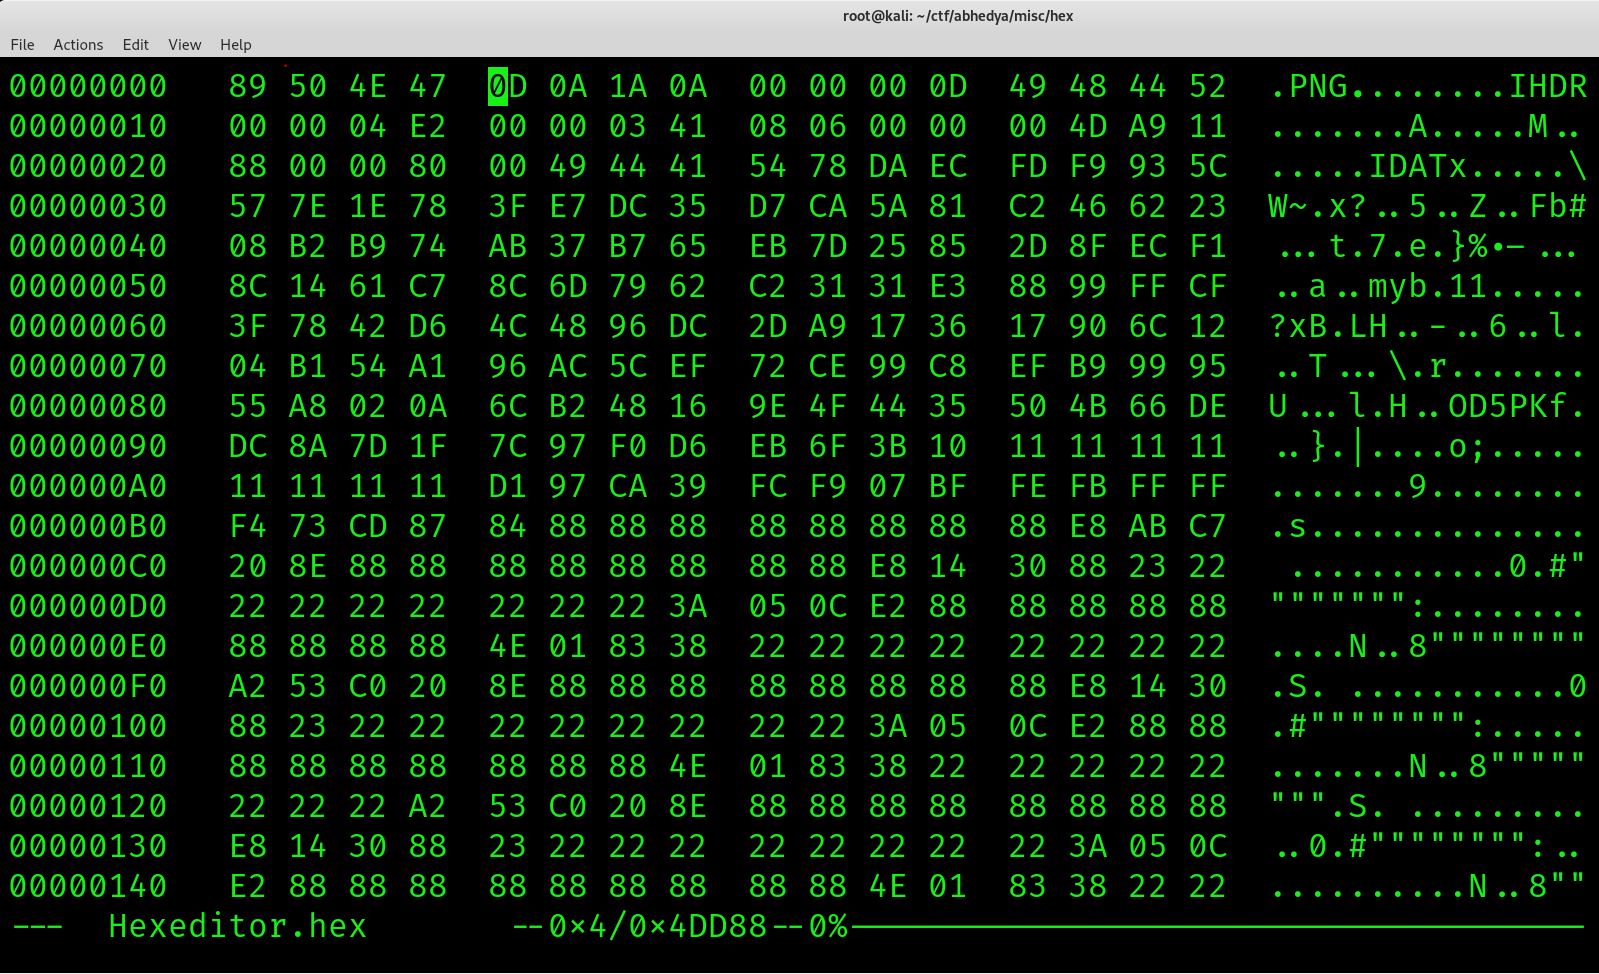 root@kali: ~/ctf/abhedya/misc/hex
File Actions Edit View Help
00000000 89 50 4E 47 0D 0A 1A 0A 00 00 00 0D 49 48 44 52 .PNG........IHDR
00000010 00 00 04 E2 00 00 03 41 08 06 00 00 00 4D A9 11 .......A.....M..
00000020 88 00 00 80 00 49 44 41 54 78 DA EC FD F9 93 5C .....IDATx.....\
00000030 57 7E 1E 78 3F E7 DC 35 D7 CA 5A 81 C2 46 62 23 W~.x?..5..Z..Fb#
00000040 08 B2 B9 74 AB 37 B7 65 EB 7D 25 85 2D 8F EC F1 ...t.7.e.}%•– ...
00000050 8C 14 61 C7 8C 6D 79 62 C2 31 31 E3 88 99 FF CF ..a..myb.11.....
00000060 3F 78 42 D6 4C 48 96 DC 2D A9 17 36 17 90 6C 12 ?xB.LH..-..6..l.
00000070 04 B1 54 A1 96 AC 5C EF 72 CE 99 C8 EF B9 99 95 ..T...\.r.......
00000080 55 A8 02 0A 6C B2 48 16 9E 4F 44 35 50 4B 66 DE U...l.H..OD5PKf.
00000090 DC 8A 7D 1F 7C 97 F0 D6 EB 6F 3B 10 11 11 11 11 ..}.|....o;.....
000000A0 11 11 11 11 D1 97 CA 39 FC F9 07 BF FE FB FF FF .......9........
000000B0 F4 73 CD 87 84 88 88 88 88 88 88 88 88 E8 AB C7 .s..............
000000C0 20 8E 88 88 88 88 88 88 88 88 E8 14 30 88 23 22 ...........0.#"
000000D0 22 22 22 22 22 22 22 3A 05 0C E2 88 88 88 88 88 """"""":........
000000E0 88 88 88 88 4E 01 83 38 22 22 22 22 22 22 22 22 ....N..8""""""""
000000F0 A2 53 C0 20 8E 88 88 88 88 88 88 88 88 E8 14 30 .S. ...........0
00000100 88 23 22 22 22 22 22 22 22 22 3A 05 0C E2 88 88 .#"""""""":.....
00000110 88 88 88 88 88 88 88 4E 01 83 38 22 22 22 22 22 .......N..8"""""
00000120 22 22 22 A2 53 C0 20 8E 88 88 88 88 88 88 88 88 """.S. .........
00000130 E8 14 30 88 23 22 22 22 22 22 22 22 22 3A 05 0C ..0.#"""""""":..
00000140 E2 88 88 88 88 88 88 88 88 88 4E 01 83 38 22 22 ..........N..8""
--- Hexeditor.hex --0×4/0×4DD88--0%